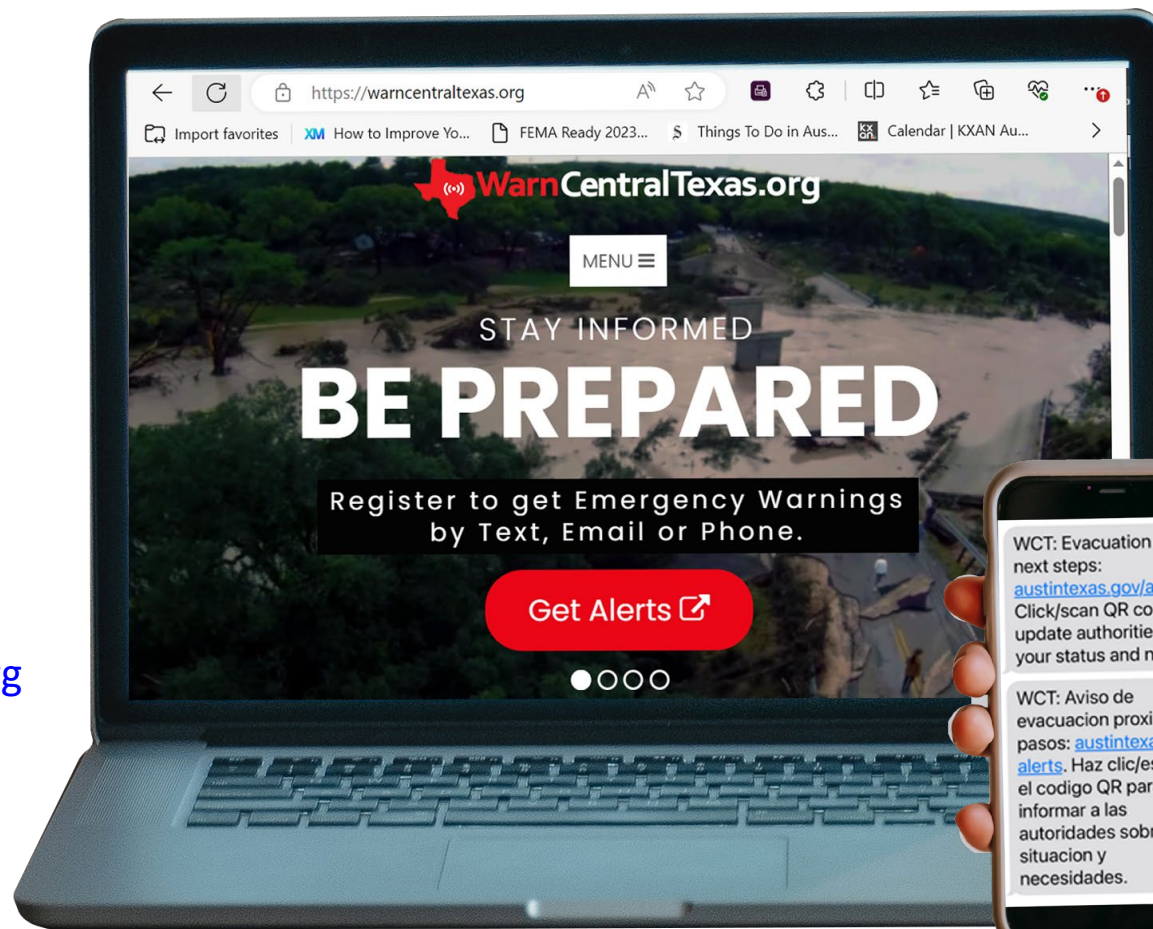 https://warncentraltexas.org
Import favorites XM How to Improve Yo... FEMA Ready 2023... $ Things To Do in Aus... KX AN Calendar | KXAN Au...
WarnCentralTexas.org
MENU
STAY INFORMED
BE PREPARED
Register to get Emergency Warnings
by Text, Email or Phone.
Get Alerts
g
WCT: Evacuation
next steps:
austintexas.gov/a
Click/scan QR co
update authoritie
your status and n
WCT: Aviso de
evacuacion proxi
pasos: austintexa
alerts. Haz clic/es
el codigo QR par
informar a las
autoridades sobr
situacion y
necesidades.